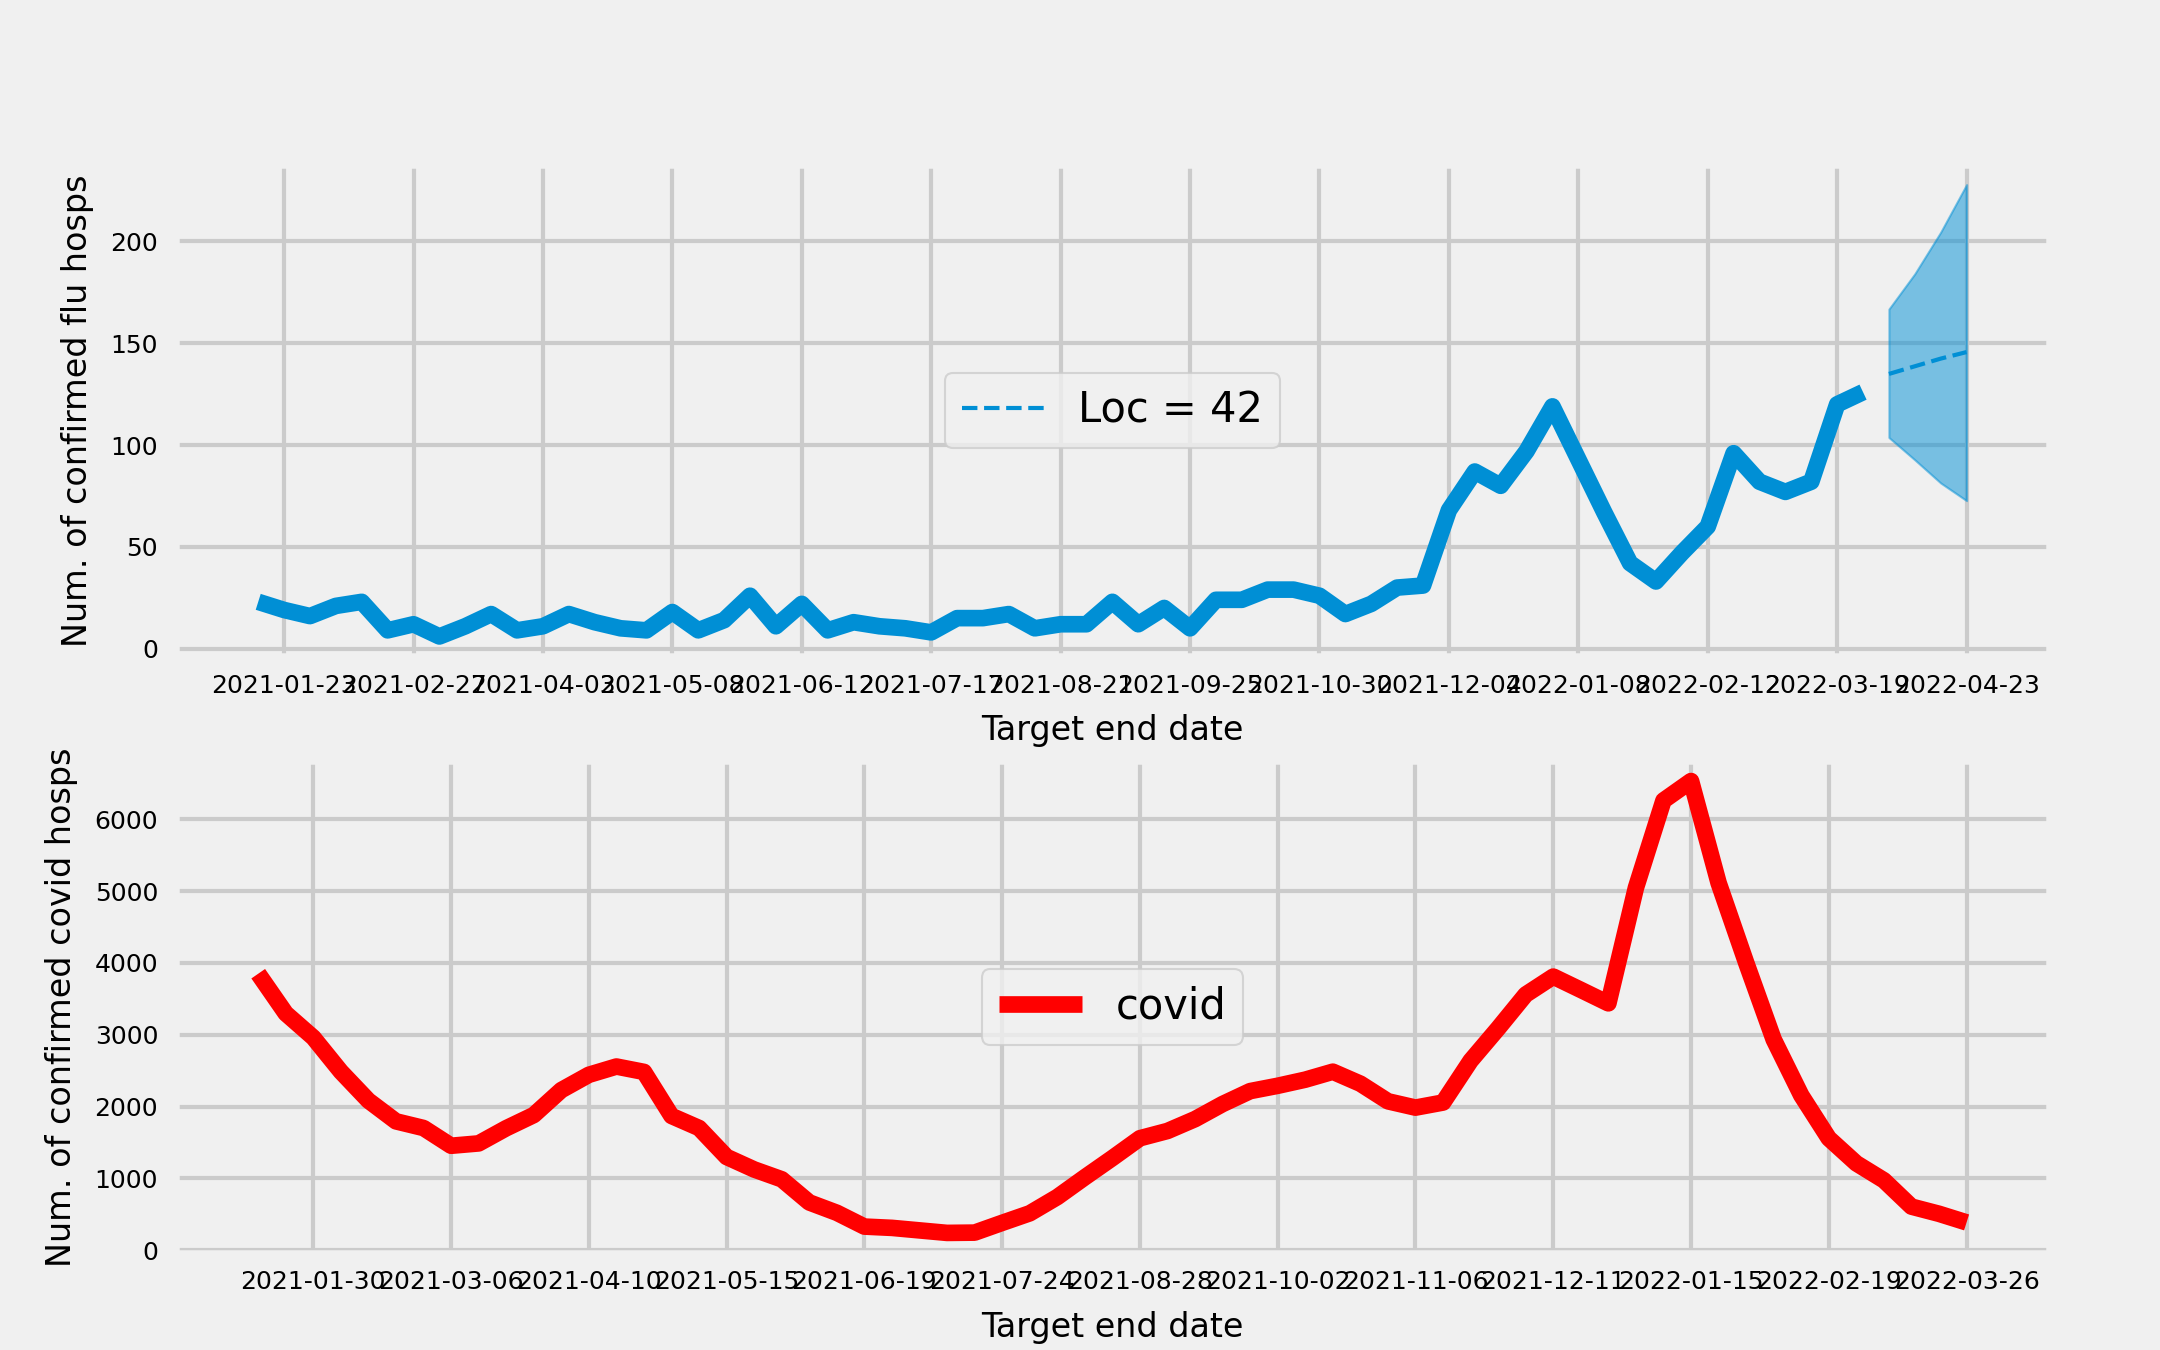 Num. of confirmed flu hosps
200
150
100
50
0
Loc = 42
2021-01-23 2021-02-27 2021-04-03 2021-05-08 2021-06-12 2021-07-17 2021-08-21 2021-09-25 2021-10-30 2021-12-04 2022-01-08 2022-02-12 2022-03-19 2022-04-23
Target end date
Num. of confirmed covid hosps
6000
5000
4000
3000
2000
1000
0
covid
2021-01-30 2021-03-06 2021-04-10 2021-05-15 2021-06-19 2021-07-24 2021-08-28 2021-10-02 2021-11-06 2021-12-11 2022-01-15 2022-02-19 2022-03-26
Target end date